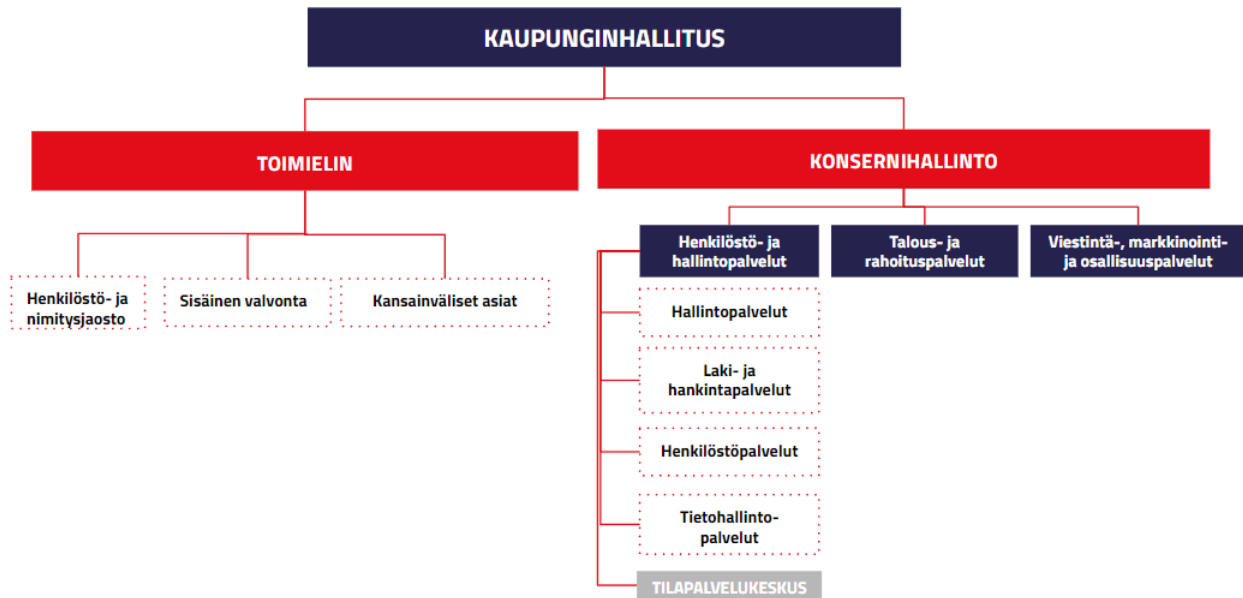 KAUPUNGINHALLITUS
TOIMIELIN
KONSERNIHALLINTO
Henkilöstö- ja
nimitysjaosto
Sisäinen valvonta
Kansainväliset asiat
Henkilöstö- ja
hallintopalvelut
Talous- ja
rahoituspalvelut
Viestintä-, markkinointi-
ja osallisuuspalvelut
Hallintopalvelut
Laki- ja
hankintapalvelut
Henkilöstöpalvelut
Tietohallinto-
palvelut
TILAPALVELUKESKUS